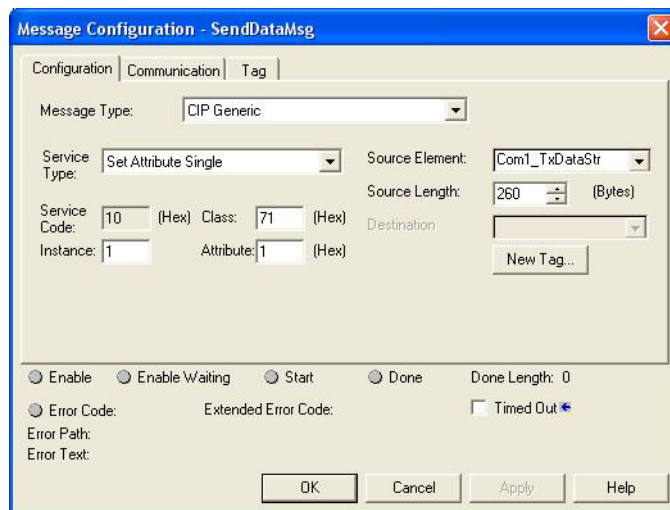 Message Configuration - SendDataMsg
Configuration Communication Tag
Message Type: CIP Generic
Service Type: Set Attribute Single Source Element: Com1_TxDataStr
Source Length: 260 (Bytes)
Service Code: 10 (Hex) Class: 71 (Hex) Destination
Instance: 1 Attribute: 1 (Hex)
New Tag...
Enable Enable Waiting Start Done Done Length: 0
Error Code: Extended Error Code: Timed Out
Error Path:
Error Text:
OK Cancel Apply Help